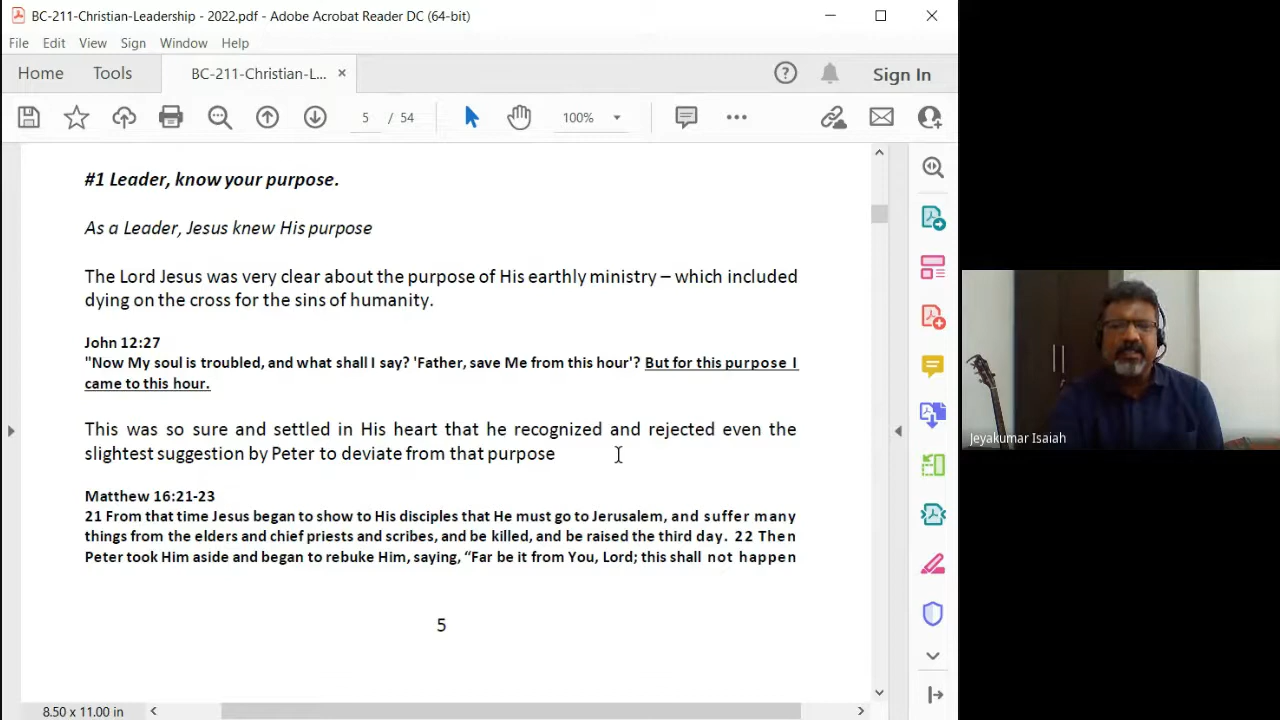 BC-211-Christian-Leadership - 2022.pdf - Adobe Acrobat Reader DC (64-bit)
File Edit View Sign Window Help
Home Tools BC-211-Christian-L... × Sign In
5 / 54 100%
#1 Leader, know your purpose.
As a Leader, Jesus knew His purpose
The Lord Jesus was very clear about the purpose of His earthly ministry – which included
dying on the cross for the sins of humanity.
John 12:27
"Now My soul is troubled, and what shall I say? 'Father, save Me from this hour'? But for this purpose I
came to this hour.
This was so sure and settled in His heart that he recognized and rejected even the
slightest suggestion by Peter to deviate from that purpose
Matthew 16:21-23
21 From that time Jesus began to show to His disciples that He must go to Jerusalem, and suffer many
things from the elders and chief priests and scribes, and be killed, and be raised the third day. 22 Then
Peter took Him aside and began to rebuke Him, saying, “Far be it from You, Lord; this shall not happen
5
8.50 x 11.00 in
Jeyakumar Isaiah